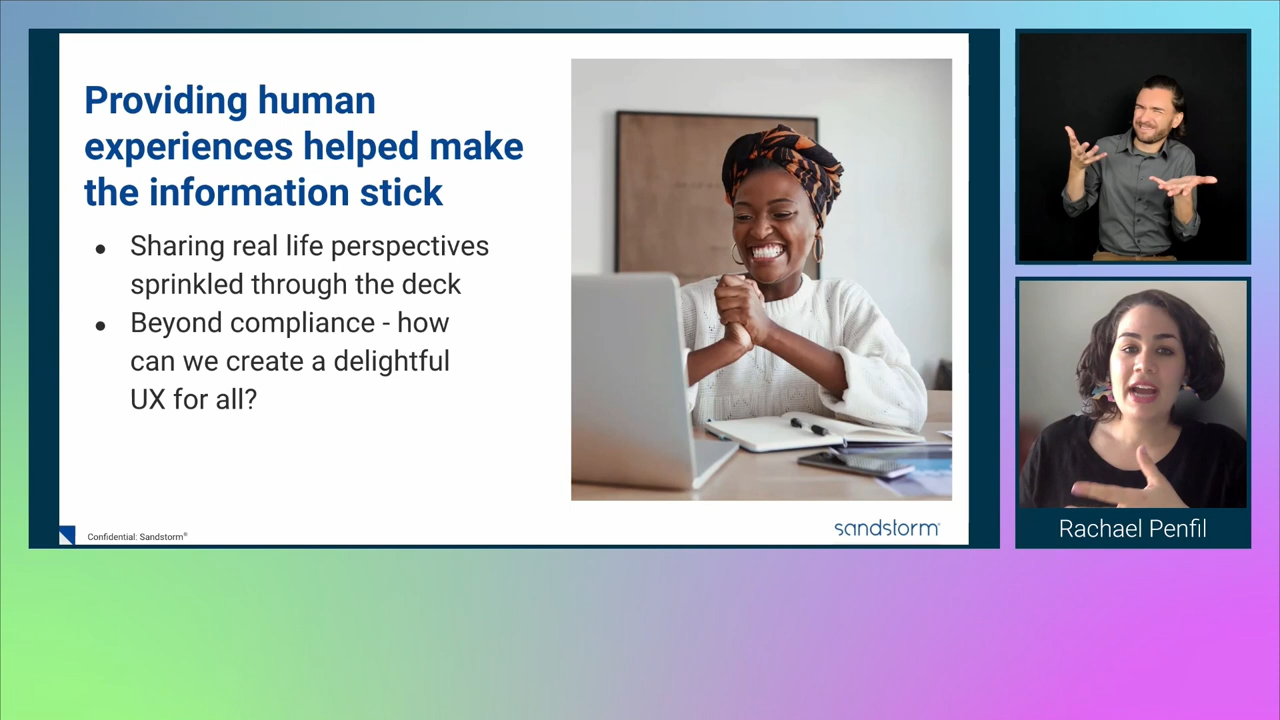 Providing human
experiences helped make
the information stick
● Sharing real life perspectives
sprinkled through the deck
● Beyond compliance - how
can we create a delightful
UX for all?
Confidential: Sandstorm®
sandstorm®
Rachael Penfil